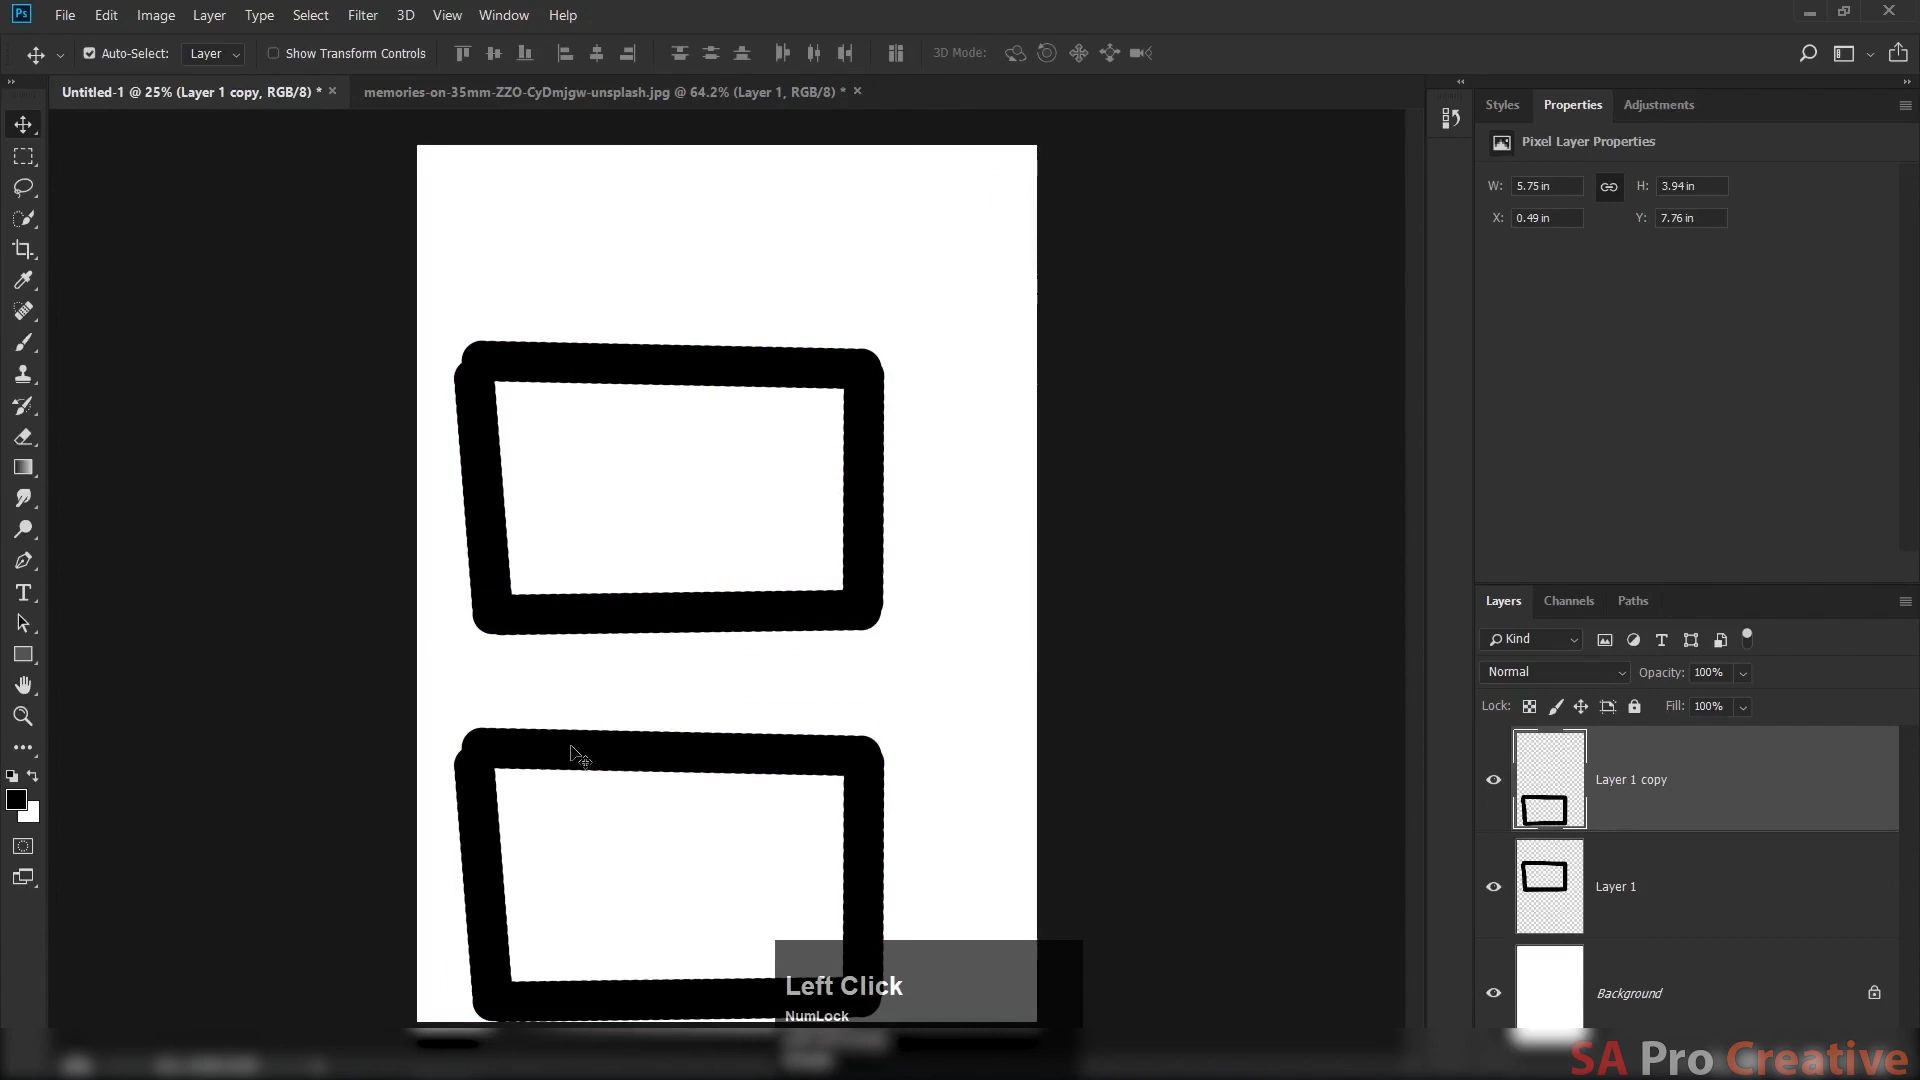 Ps File Edit Image Layer Type Select Filter 3D View Window Help
Auto-Select: Layer Show Transform Controls 3D Mode:
Untitled-1 @ 25% (Layer 1 copy, RGB/8) * × memories-on-35mm-ZZO-CyDmjgw-unsplash.jpg @ 64.2% (Layer 1, RGB/8) * ×
Styles Properties Adjustments
Pixel Layer Properties
W: 5.75 in H: 3.94 in
X: 0.49 in Y: 7.76 in
Layers Channels Paths
Kind
Normal Opacity: 100%
Lock: Fill: 100%
Layer 1 copy
Layer 1
Background
Left Click
NumLock
SA Pro Creative